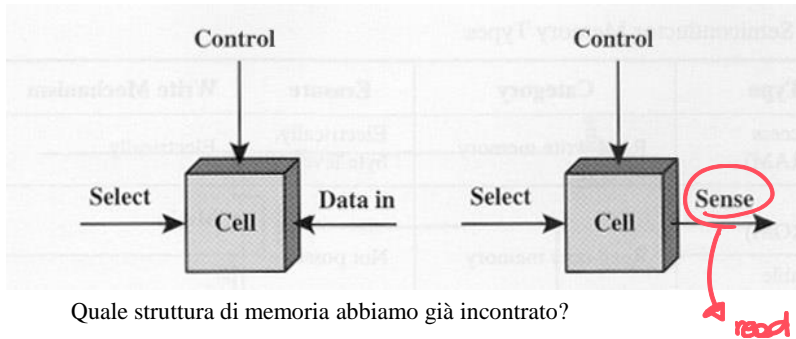 Control
Control
Select
Cell
Data in
Select
Cell
Sense
Quale struttura di memoria abbiamo già incontrato?
read